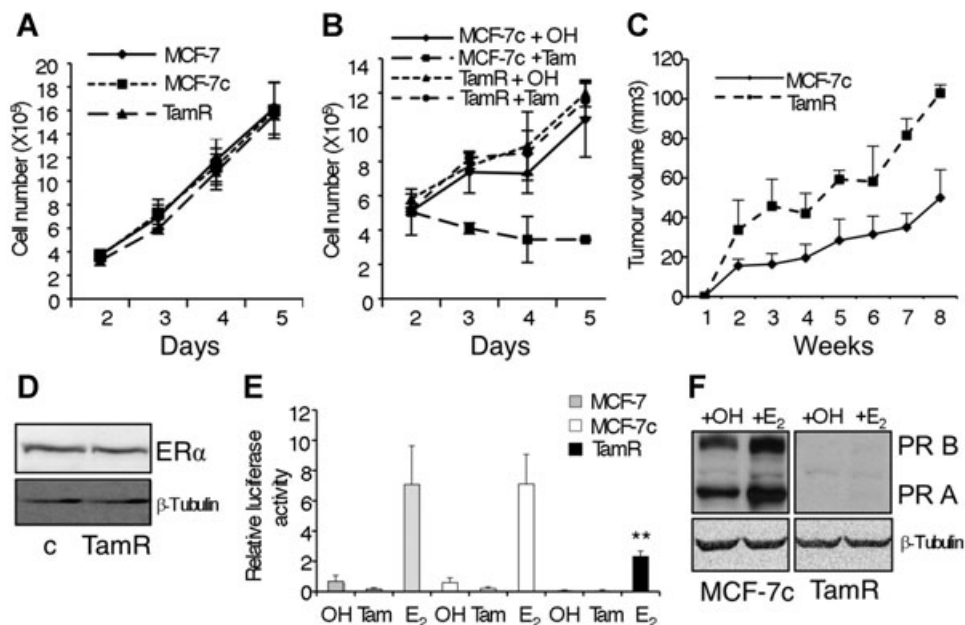 A
MCF-7
MCF-7c
TamR
Cell number (X10⁵)
16
14
12
10
8
6
4
2
0
2 3 4 5
Days
B
MCF-7c + OH
MCF-7c +Tam
TamR + OH
TamR + Tam
Cell number (X10⁵)
14
12
10
8
6
4
2
0
2 3 4 5
Days
C
MCF-7c
TamR
Tumour volume (mm3)
120
100
80
60
40
20
0
1 2 3 4 5 6 7 8
Weeks
D
ERα
β-Tubulin
c TamR
E
MCF-7
MCF-7c
TamR
Relative luciferase
activity
12
10
8
6
4
2
0
**
OH Tam E₂ OH Tam E₂ OH Tam E₂
F
+OH +E₂ +OH +E₂
PR B
PR A
β-Tubulin
MCF-7c TamR